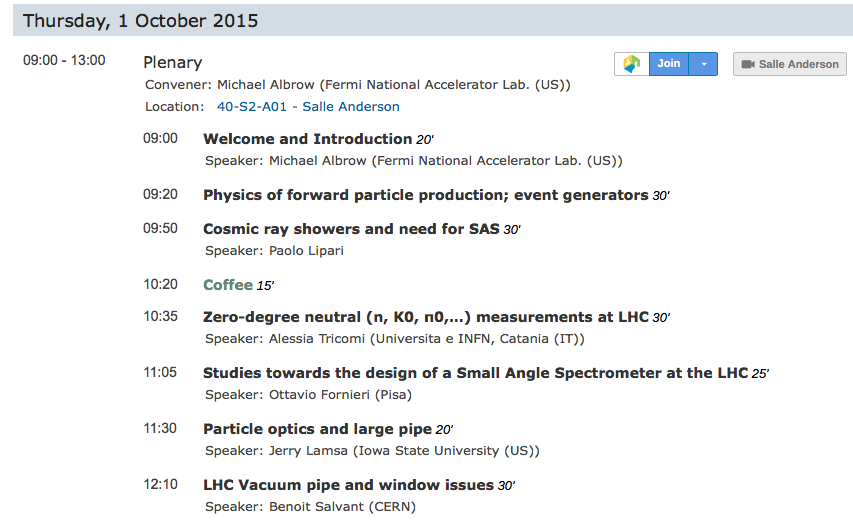 Thursday, 1 October 2015
09:00 - 13:00 Plenary Join Salle Anderson
Convener: Michael Albrow (Fermi National Accelerator Lab. (US))
Location: 40-S2-A01 - Salle Anderson
09:00 Welcome and Introduction 20'
Speaker: Michael Albrow (Fermi National Accelerator Lab. (US))
09:20 Physics of forward particle production; event generators 30'
09:50 Cosmic ray showers and need for SAS 30'
Speaker: Paolo Lipari
10:20 Coffee 15'
10:35 Zero-degree neutral (n, K0, π0,...) measurements at LHC 30'
Speaker: Alessia Tricomi (Universita e INFN, Catania (IT))
11:05 Studies towards the design of a Small Angle Spectrometer at the LHC 25'
Speaker: Ottavio Fornieri (Pisa)
11:30 Particle optics and large pipe 20'
Speaker: Jerry Lamsa (Iowa State University (US))
12:10 LHC Vacuum pipe and window issues 30'
Speaker: Benoit Salvant (CERN)